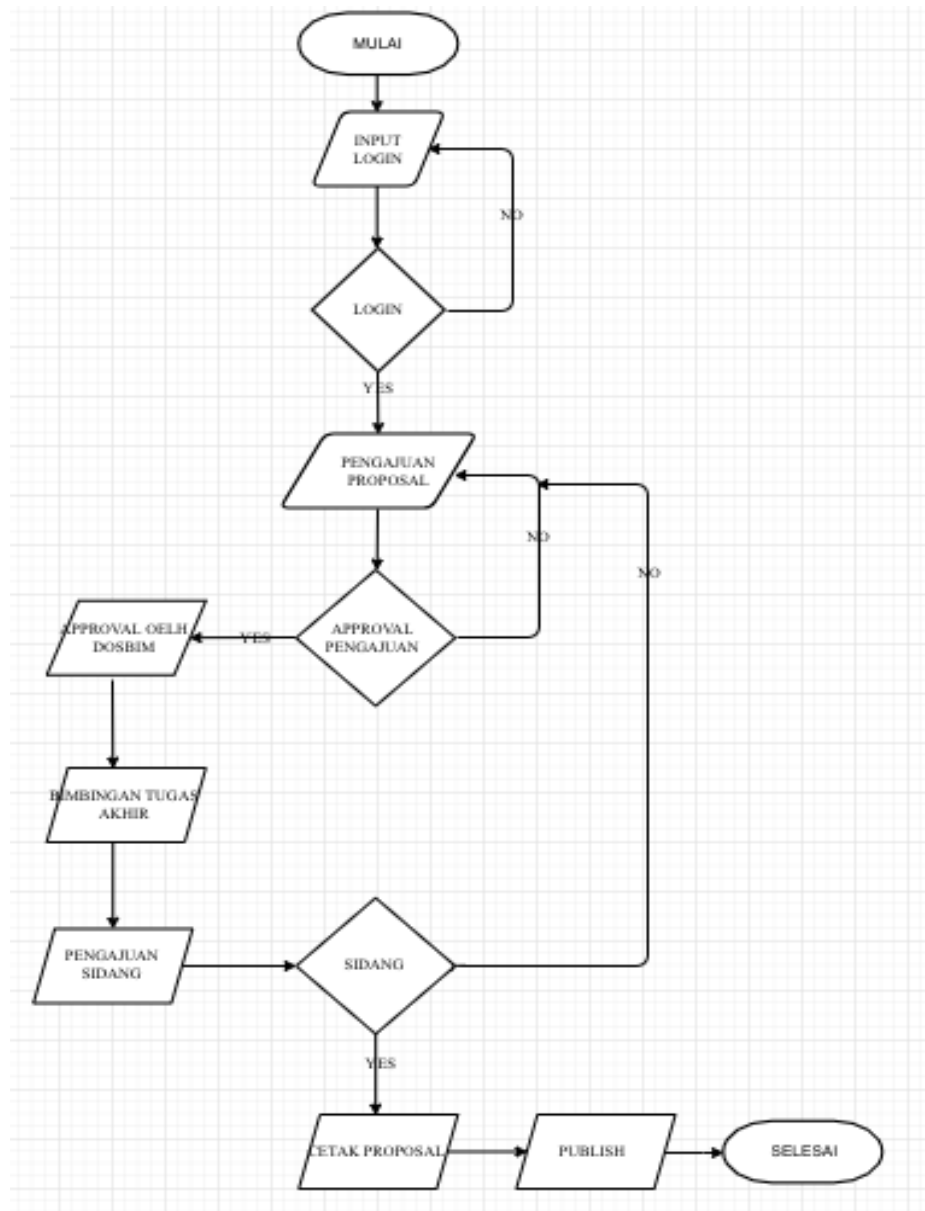 MULAI
INPUT
LOGIN
NO
LOGIN
YES
PENGAJUAN
PROPOSAL
NO
NO
APPROVAL
PENGAJUAN
YES
APPROVAL OELH
DOSBIM
BIMBINGAN TUGAS
AKHIR
PENGAJUAN
SIDANG
SIDANG
YES
CETAK PROPOSAL
PUBLISH
SELESAI